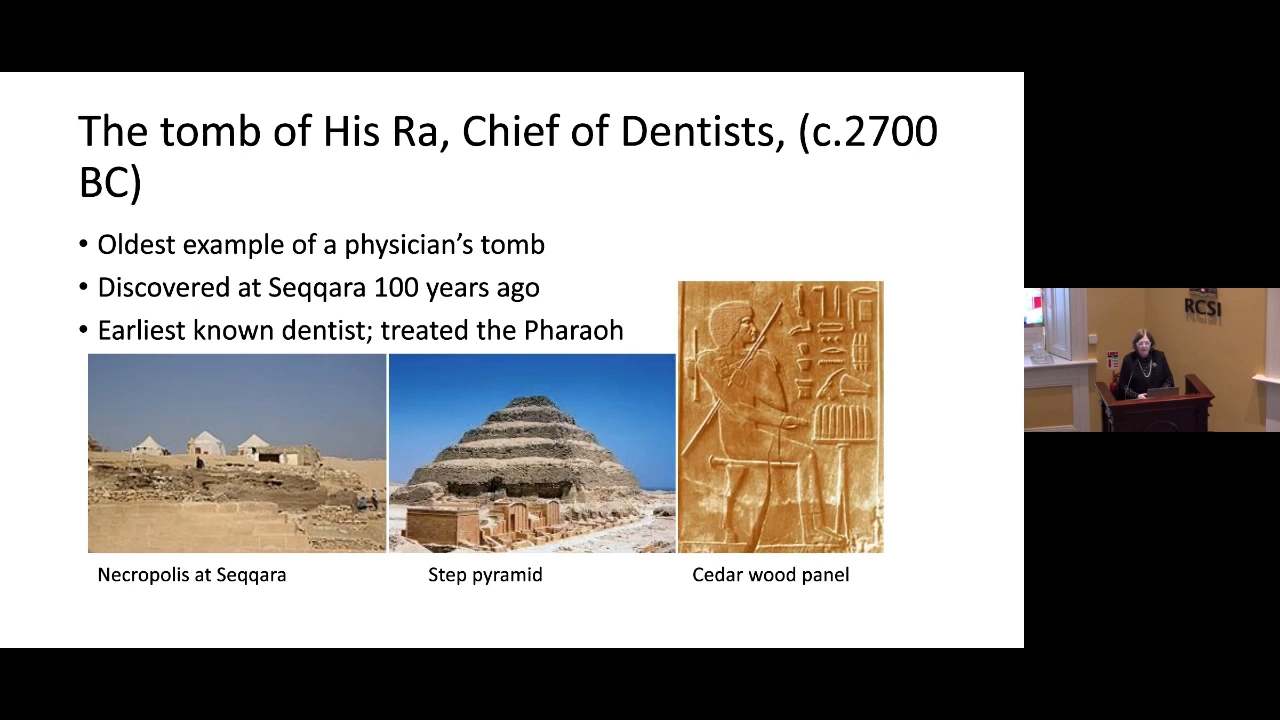 The tomb of His Ra, Chief of Dentists, (c.2700
BC)
• Oldest example of a physician’s tomb
• Discovered at Seqqara 100 years ago
• Earliest known dentist; treated the Pharaoh
Necropolis at Seqqara
Step pyramid
Cedar wood panel
RCSI